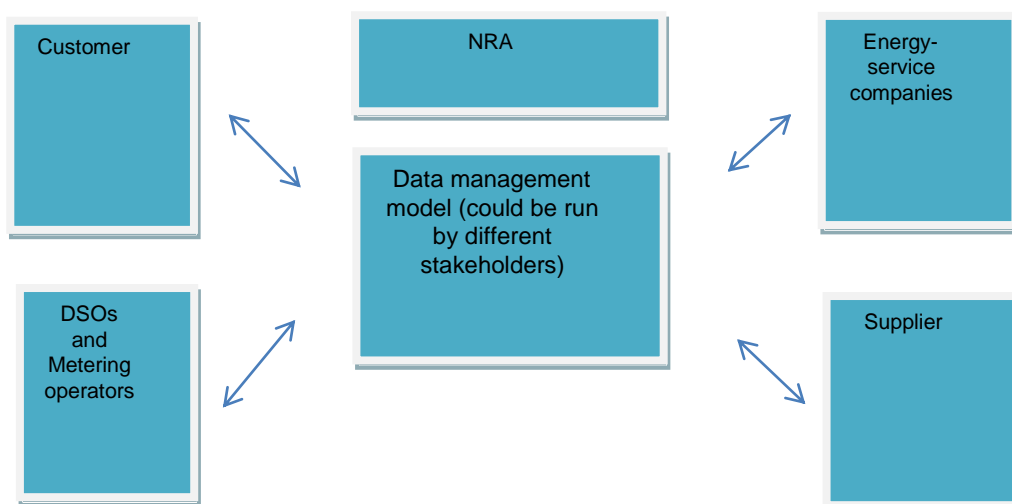 Customer
NRA
Energy-
service
companies
Data management
model (could be run
by different
stakeholders)
DSOs
and
Metering
operators
Supplier